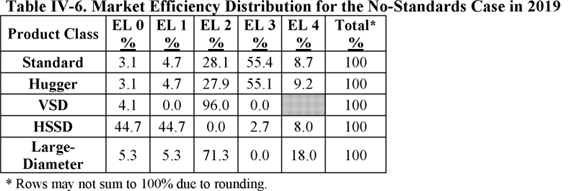 Table IV-6. Market Efficiency Distribution for the No-Standards Case in 2019
Product Class EL 0 % EL 1 % EL 2 % EL 3 % EL 4 % Total* %
Standard 3.1 4.7 28.1 55.4 8.7 100
Hugger 3.1 4.7 27.9 55.1 9.2 100
VSD 4.1 0.0 96.0 0.0 100
HSSD 44.7 44.7 0.0 2.7 8.0 100
Large-Diameter 5.3 5.3 71.3 0.0 18.0 100
* Rows may not sum to 100% due to rounding.